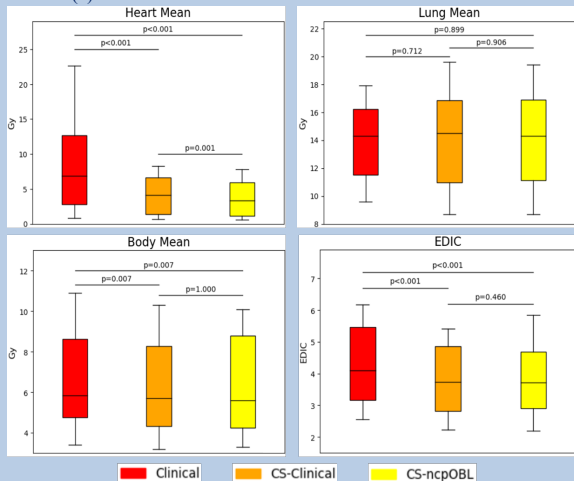 Heart Mean
p<0.001
p<0.001
p=0.001
Gy
25
20
15
10
5
0
Lung Mean
p=0.899
p=0.906
p=0.712
Gy
22
20
18
16
14
12
10
8
Body Mean
p=0.007
p=0.007
p=1.000
Gy
12
10
8
6
4
EDIC
p<0.001
p<0.001
p=0.460
EDIC
7
6
5
4
3
2
Clinical CS-Clinical CS-ncpOBL